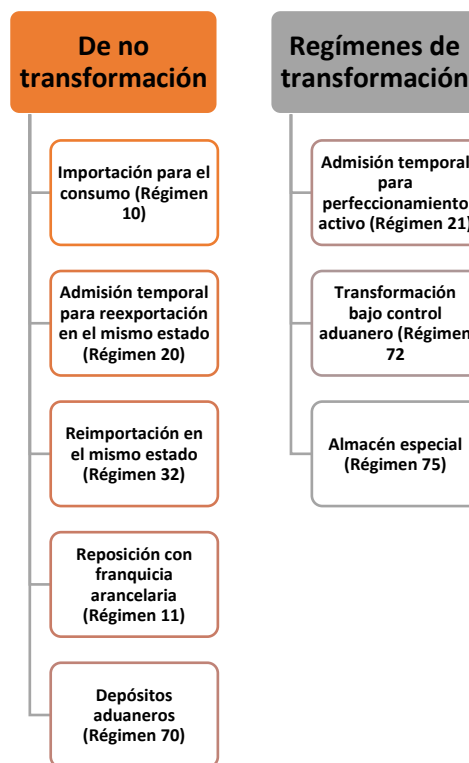 De no
transformación
Importación para el
consumo (Régimen
10)
Admisión temporal
para reexportación
en el mismo estado
(Régimen 20)
Reimportación en
el mismo estado
(Régimen 32)
Reposición con
franquicia
arancelaria
(Régimen 11)
Depósitos
aduaneros
(Régimen 70)
Regímenes de
transformación
Admisión temporal
para
perfeccionamiento
activo (Régimen 21)
Transformación
bajo control
aduanero (Régimen
72
Almacén especial
(Régimen 75)